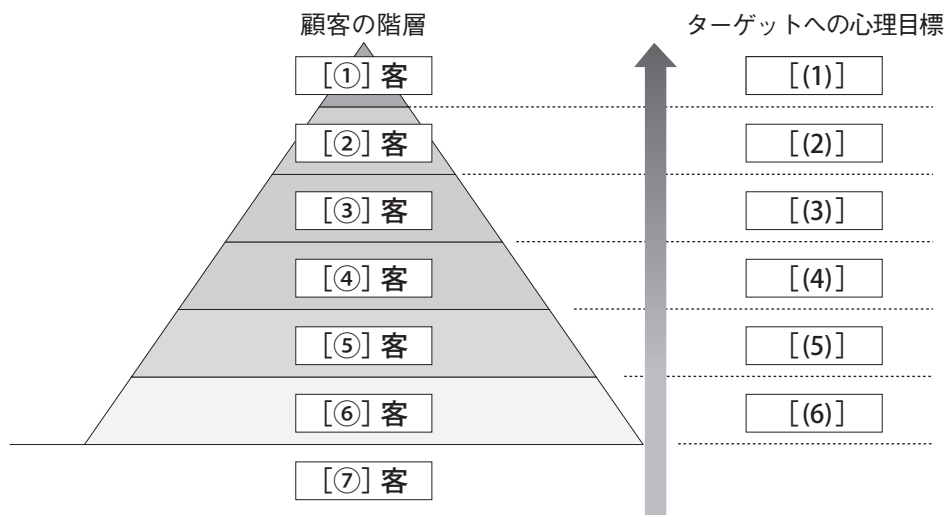 顧客の階層
ターゲットへの心理目標
[①] 客
[(1)]
[②] 客
[(2)]
[③] 客
[(3)]
[④] 客
[(4)]
[⑤] 客
[(5)]
[⑥] 客
[(6)]
[⑦] 客